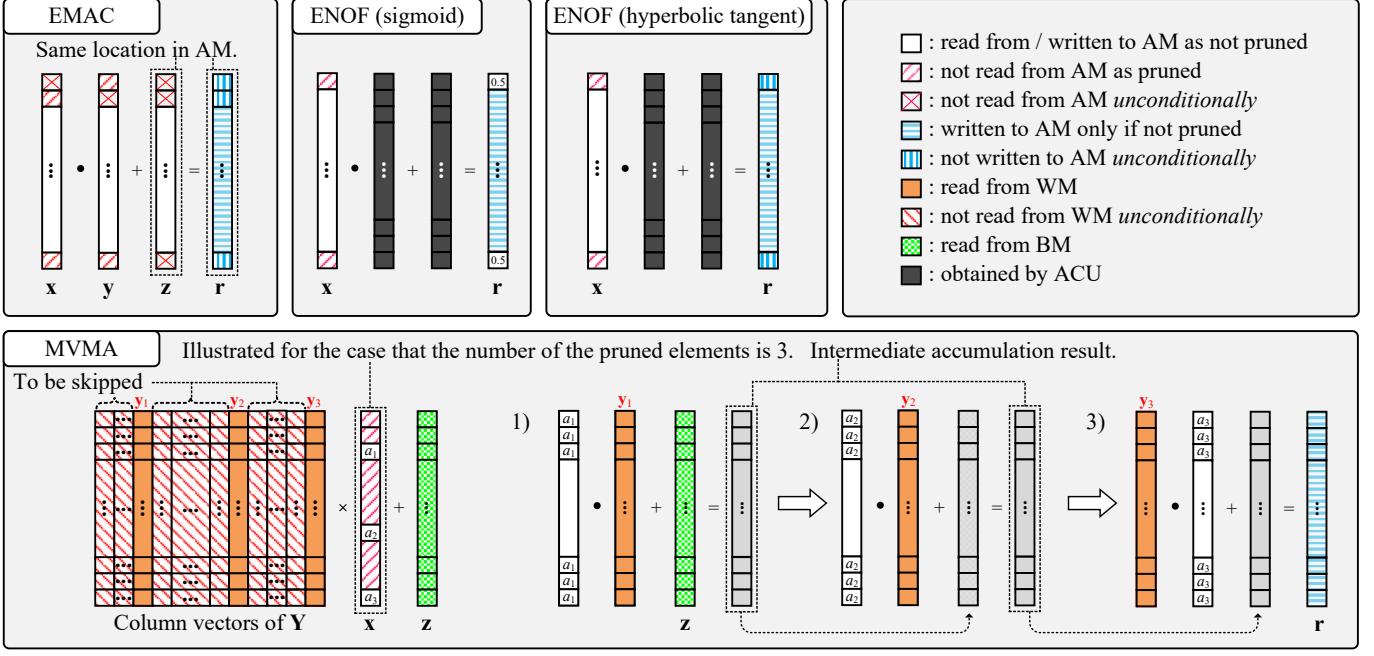 EMAC
Same location in AM.
x • y + z = r
ENOF (sigmoid)
0.5
0.5
x • + = r
ENOF (hyperbolic tangent)
x • + = r
: read from / written to AM as not pruned
: not read from AM as pruned
: not read from AM unconditionally
: written to AM only if not pruned
: not written to AM unconditionally
: read from WM
: not read from WM unconditionally
: read from BM
: obtained by ACU
MVMA
Illustrated for the case that the number of the pruned elements is 3. Intermediate accumulation result.
To be skipped
y1 y2 y3
a1
a2
a3
× +
Column vectors of Y x z
1)
y1
a1
a1
a1
• + =
a1
a1
a1
z
2)
y2
a2
a2
a2
• + =
a2
a2
a2
3)
y3
a3
a3
a3
• + =
a3
a3
a3
r